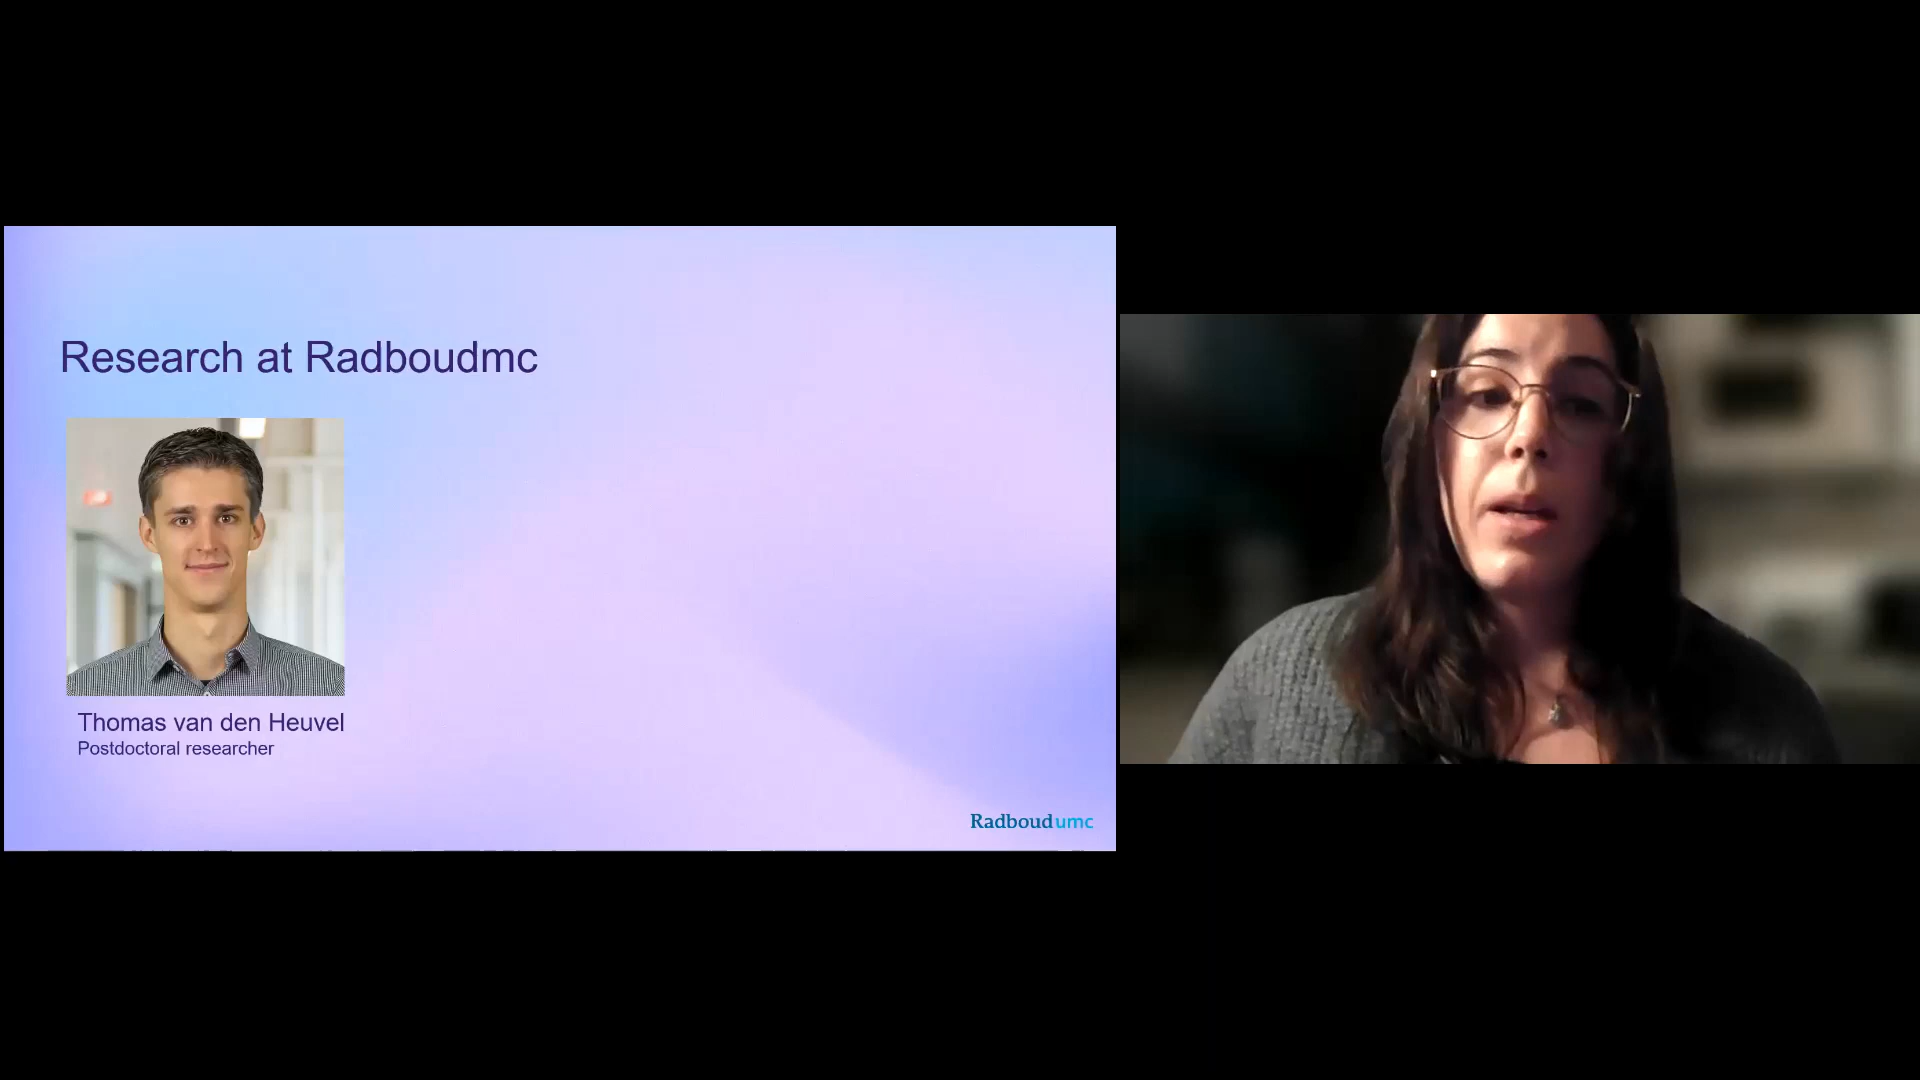 Research at Radboudmc
Thomas van den Heuvel
Postdoctoral researcher
Radboudumc